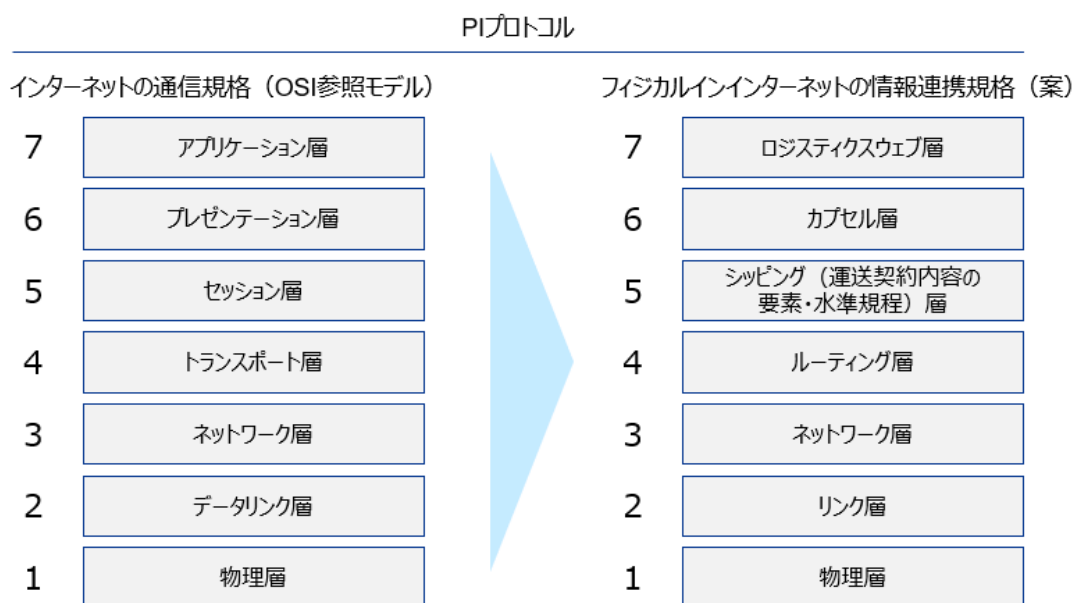 PIプロトコル
インターネットの通信規格（OSI参照モデル）
7
アプリケーション層
6
プレゼンテーション層
5
セッション層
4
トランスポート層
3
ネットワーク層
2
データリンク層
1
物理層
フィジカルインインターネットの情報連携規格（案）
7
ロジスティクスウェブ層
6
カプセル層
5
シッピング（運送契約内容の
要素・水準規程）層
4
ルーティング層
3
ネットワーク層
2
リンク層
1
物理層